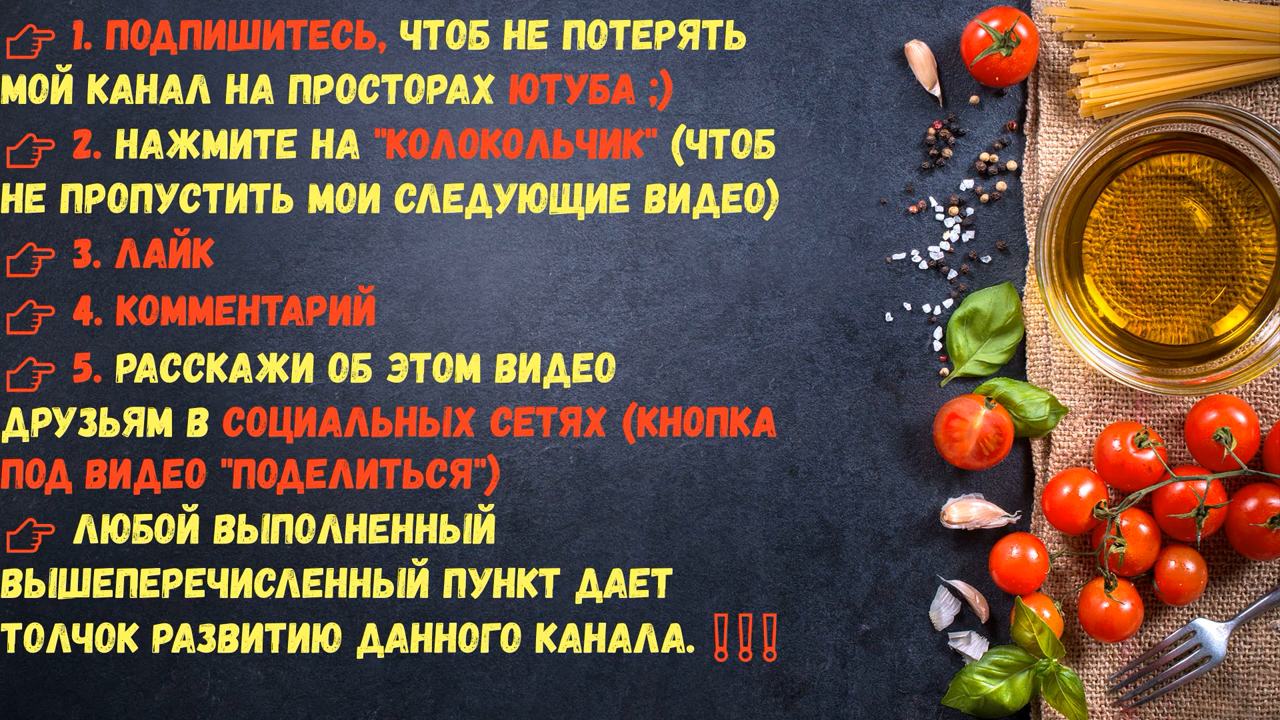 👉 1. ПОДПИШИТЕСЬ, ЧТОБ НЕ ПОТЕРЯТЬ
МОЙ КАНАЛ НА ПРОСТОРАХ ЮТУБА ;)
👉 2. НАЖМИТЕ НА "КОЛОКОЛЬЧИК" (ЧТОБ
НЕ ПРОПУСТИТЬ МОИ СЛЕДУЮЩИЕ ВИДЕО)
👉 3. ЛАЙК
👉 4. КОММЕНТАРИЙ
👉 5. РАССКАЖИ ОБ ЭТОМ ВИДЕО
ДРУЗЬЯМ В СОЦИАЛЬНЫХ СЕТЯХ (КНОПКА
ПОД ВИДЕО "ПОДЕЛИТЬСЯ")
👉 ЛЮБОЙ ВЫПОЛНЕННЫЙ
ВЫШЕПЕРЕЧИСЛЕННЫЙ ПУНКТ ДАЕТ
ТОЛЧОК РАЗВИТИЮ ДАННОГО КАНАЛА. ❕❕❕